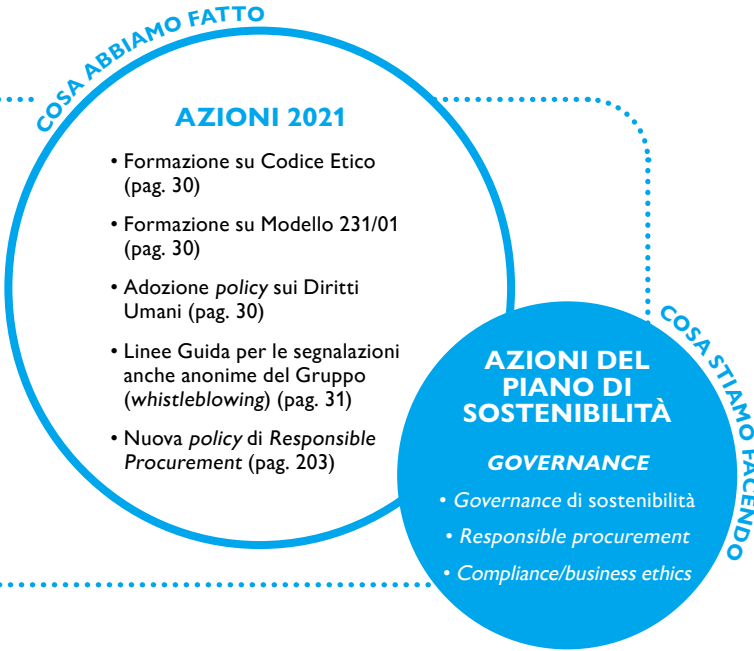 COSA ABBIAMO FATTO
AZIONI 2021
• Formazione su Codice Etico
(pag. 30)
• Formazione su Modello 231/01
(pag. 30)
• Adozione policy sui Diritti
Umani (pag. 30)
• Linee Guida per le segnalazioni
anche anonime del Gruppo
(whistleblowing) (pag. 31)
• Nuova policy di Responsible
Procurement (pag. 203)
COSA STIAMO FACENDO
AZIONI DEL
PIANO DI
SOSTENIBILITÀ
GOVERNANCE
• Governance di sostenibilità
• Responsible procurement
• Compliance/business ethics